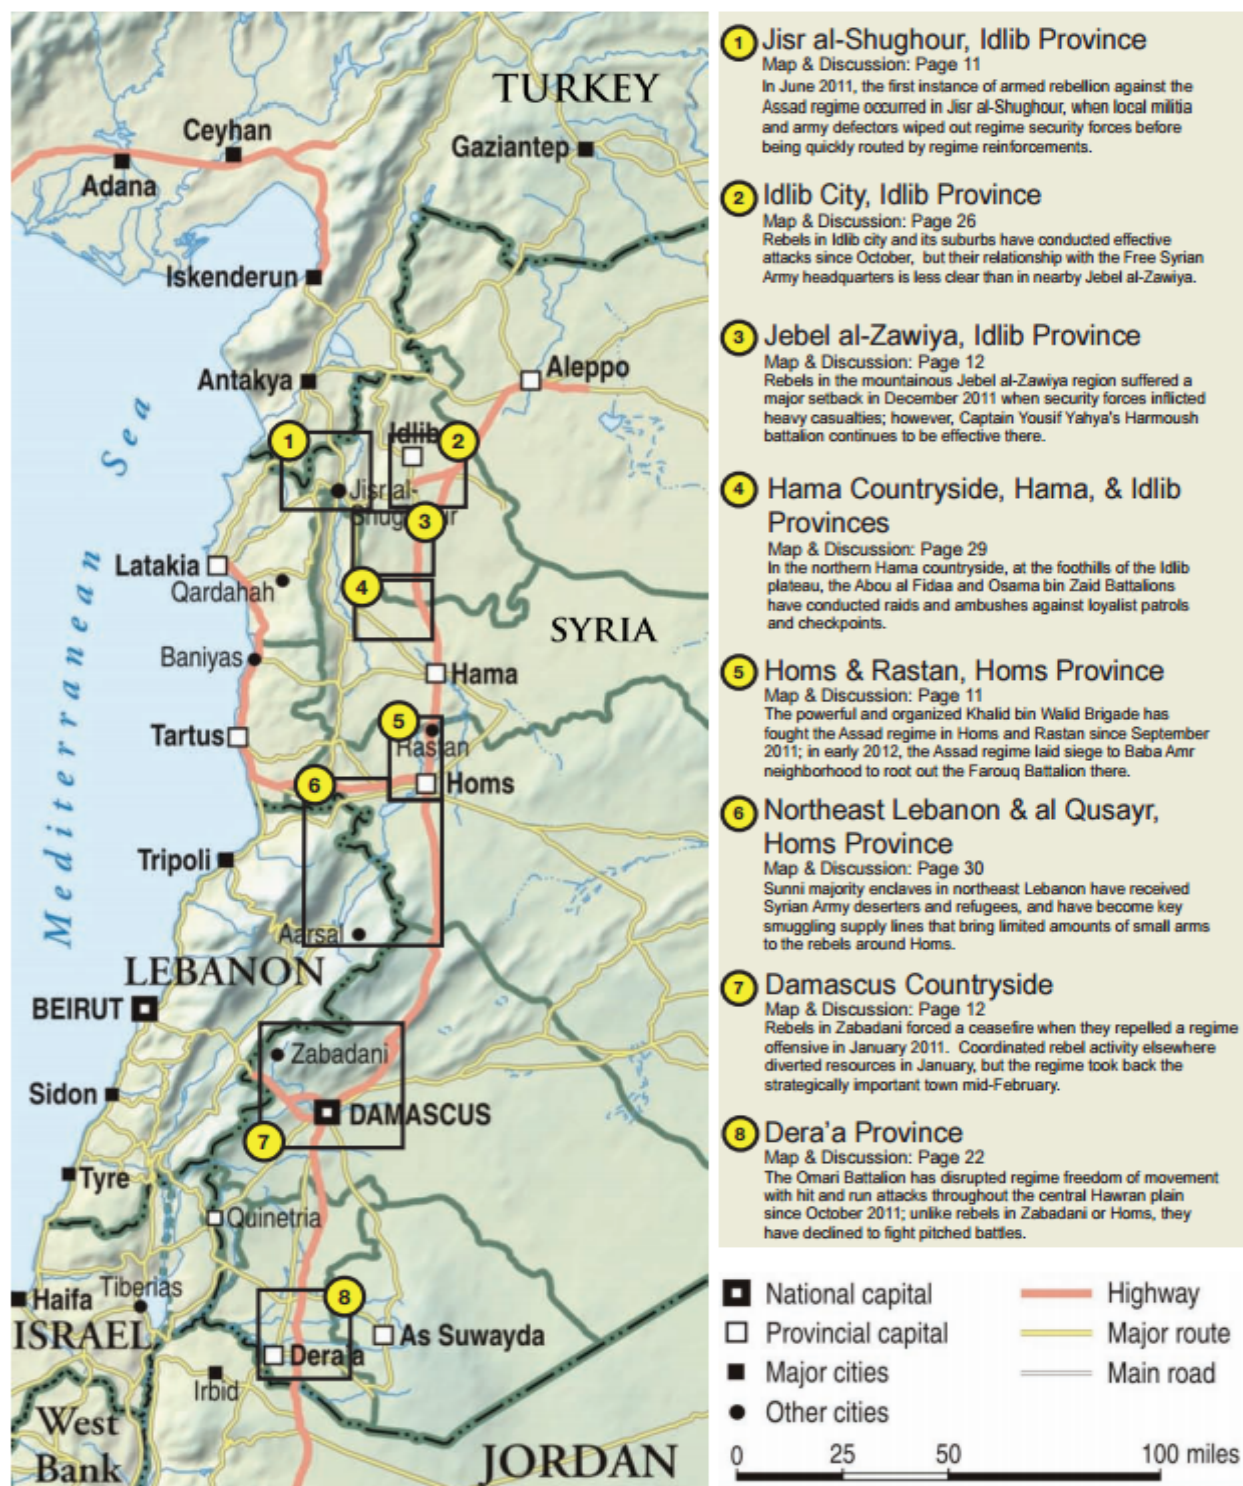 TURKEY
Ceyhan
Gaziantep
Adana
Iskenderun
Aleppo
Antakya
1
Idlib
2
Jisr al-
Shughour
3
Latakia
Qardahah
4
SYRIA
Baniyas
Hama
Mediterranean Sea
5
Tartus
Rastan
6
Homs
Tripoli
Aarsal
LEBANON
BEIRUT
Zabadani
Sidon
DAMASCUS
7
Tyre
Quinetria
Tiberias
Haifa
8
ISRAEL
As Suwayda
Dera'a
Irbid
West
Bank
JORDAN
1 Jisr al-Shughour, Idlib Province
Map & Discussion: Page 11
In June 2011, the first instance of armed rebellion against the
Assad regime occurred in Jisr al-Shughour, when local militia
and army defectors wiped out regime security forces before
being quickly routed by regime reinforcements.
2 Idlib City, Idlib Province
Map & Discussion: Page 26
Rebels in Idlib city and its suburbs have conducted effective
attacks since October, but their relationship with the Free Syrian
Army headquarters is less clear than in nearby Jebel al-Zawiya.
3 Jebel al-Zawiya, Idlib Province
Map & Discussion: Page 12
Rebels in the mountainous Jebel al-Zawiya region suffered a
major setback in December 2011 when security forces inflicted
heavy casualties; however, Captain Yousif Yahya's Harmoush
battalion continues to be effective there.
4 Hama Countryside, Hama, & Idlib
Provinces
Map & Discussion: Page 29
In the northern Hama countryside, at the foothills of the Idlib
plateau, the Abou al Fidaa and Osama bin Zaid Battalions
have conducted raids and ambushes against loyalist patrols
and checkpoints.
5 Homs & Rastan, Homs Province
Map & Discussion: Page 11
The powerful and organized Khalid bin Walid Brigade has
fought the Assad regime in Homs and Rastan since September
2011; in early 2012, the Assad regime laid siege to Baba Amr
neighborhood to root out the Farouq Battalion there.
6 Northeast Lebanon & al Qusayr,
Homs Province
Map & Discussion: Page 30
Sunni majority enclaves in northeast Lebanon have received
Syrian Army deserters and refugees, and have become key
smuggling supply lines that bring limited amounts of small arms
to the rebels around Homs.
7 Damascus Countryside
Map & Discussion: Page 12
Rebels in Zabadani forced a ceasefire when they repelled a regime
offensive in January 2011. Coordinated rebel activity elsewhere
diverted resources in January, but the regime took back the
strategically important town mid-February.
8 Dera'a Province
Map & Discussion: Page 22
The Omari Battalion has disrupted regime freedom of movement
with hit and run attacks throughout the central Hawran plain
since October 2011; unlike rebels in Zabadani or Homs, they
have declined to fight pitched battles.
National capital
Highway
Provincial capital
Major route
Major cities
Main road
Other cities
0 25 50 100 miles